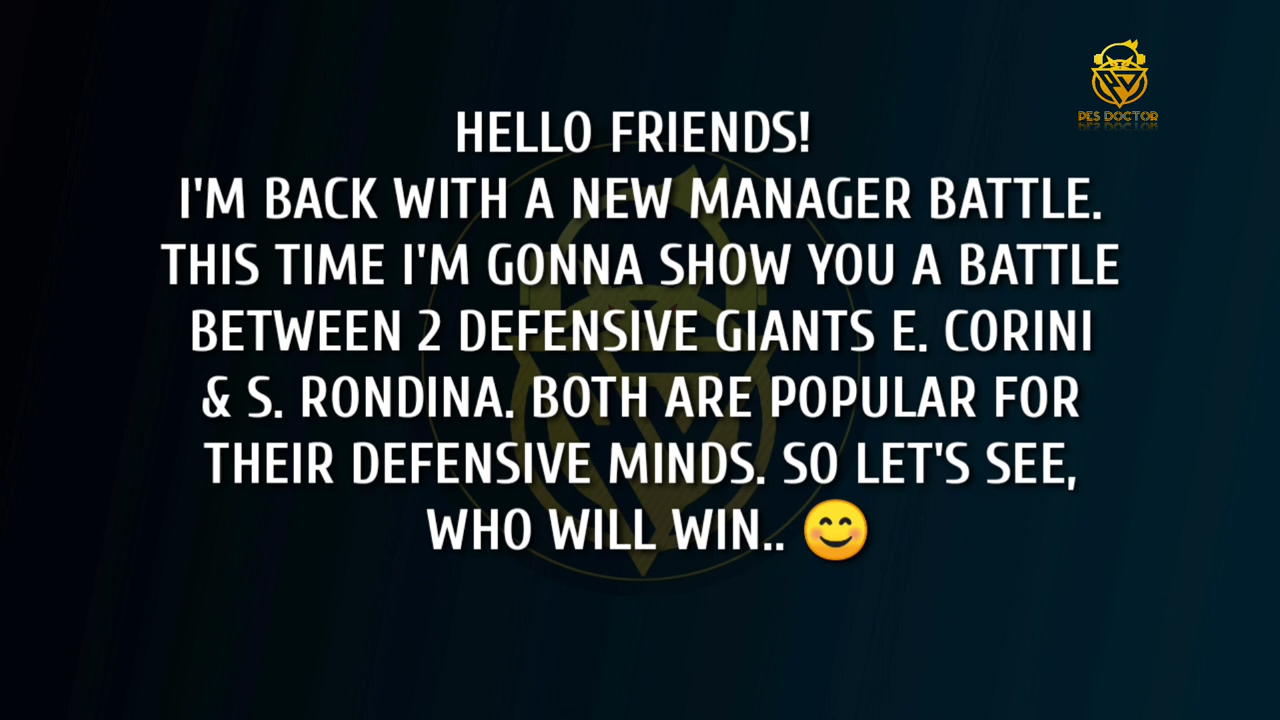 PES DOCTOR
HELLO FRIENDS!
I'M BACK WITH A NEW MANAGER BATTLE.
THIS TIME I'M GONNA SHOW YOU A BATTLE
BETWEEN 2 DEFENSIVE GIANTS E. CORINI
& S. RONDINA. BOTH ARE POPULAR FOR
THEIR DEFENSIVE MINDS. SO LET'S SEE,
WHO WILL WIN.. 😊